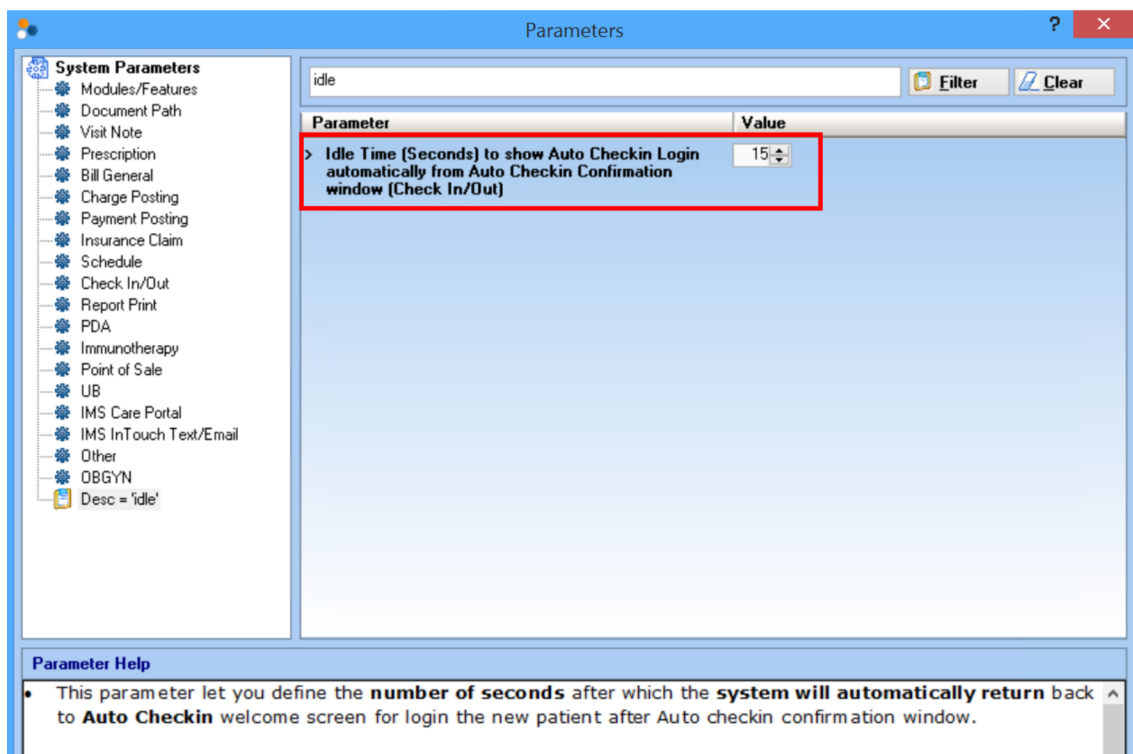 Parameters
?
System Parameters
Modules/Features
Document Path
Visit Note
Prescription
Bill General
Charge Posting
Payment Posting
Insurance Claim
Schedule
Check In/Out
Report Print
PDA
Immunotherapy
Point of Sale
UB
IMS Care Portal
IMS InTouch Text/Email
Other
OBGYN
Desc = 'idle'
idle
Filter
Clear
Parameter Value
> Idle Time (Seconds) to show Auto Checkin Login 15
automatically from Auto Checkin Confirmation
window (Check In/Out)
Parameter Help
• This parameter let you define the number of seconds after which the system will automatically return back
to Auto Checkin welcome screen for login the new patient after Auto checkin confirmation window.